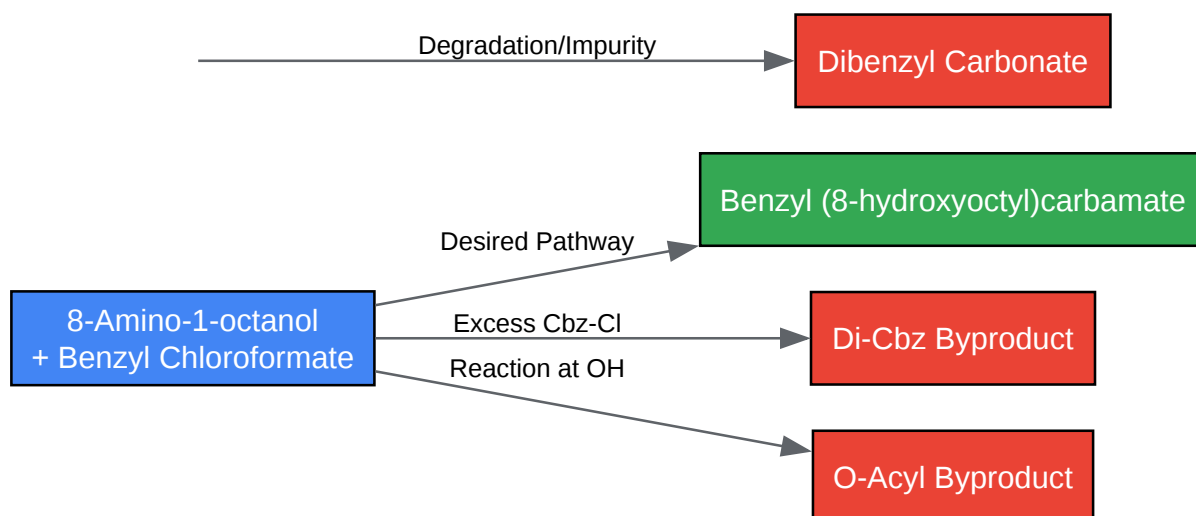 Degradation/Impurity
Dibenzyl Carbonate
Benzyl (8-hydroxyoctyl)carbamate
Desired Pathway
8-Amino-1-octanol
+ Benzyl Chloroformate
Excess Cbz-Cl
Di-Cbz Byproduct
Reaction at OH
O-Acyl Byproduct